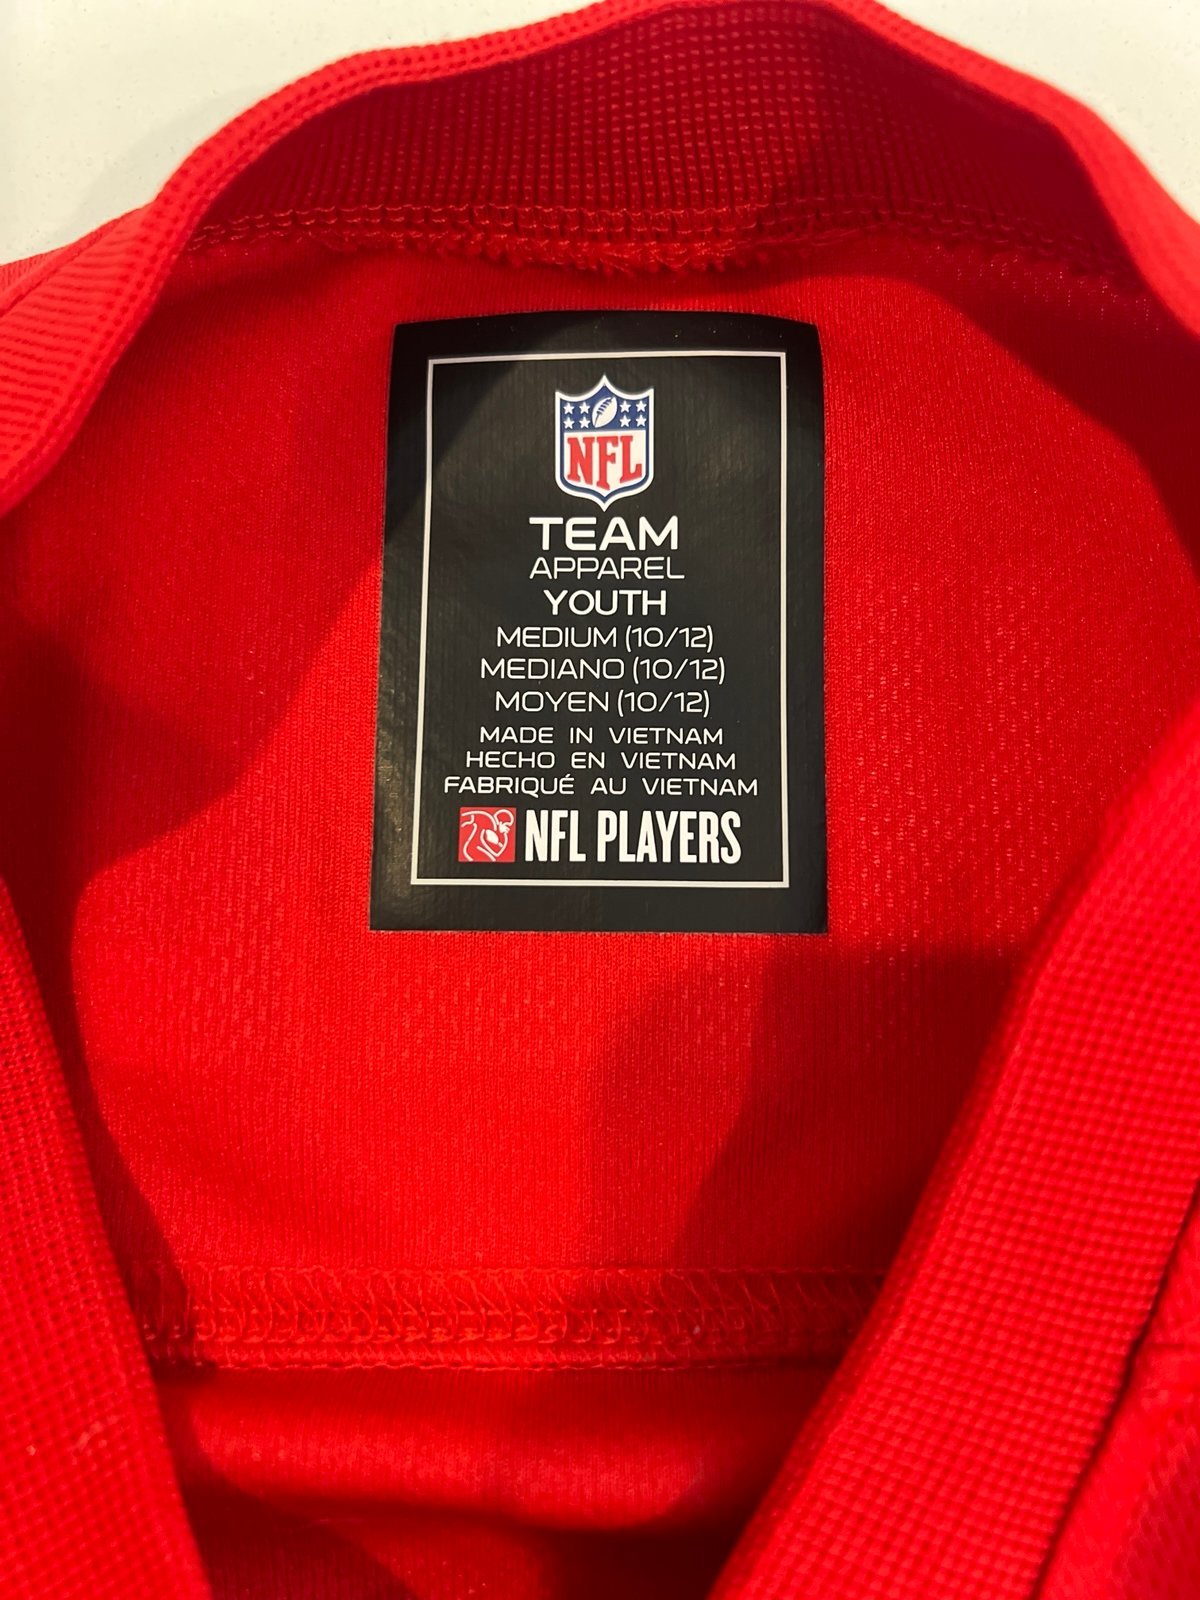 NFL
TEAM
APPAREL
YOUTH
MEDIUM (10/12)
MEDIANO (10/12)
MOYEN (10/12)
MADE IN VIETNAM
HECHO EN VIETNAM
FABRIQUÉ AU VIETNAM
NFL PLAYERS